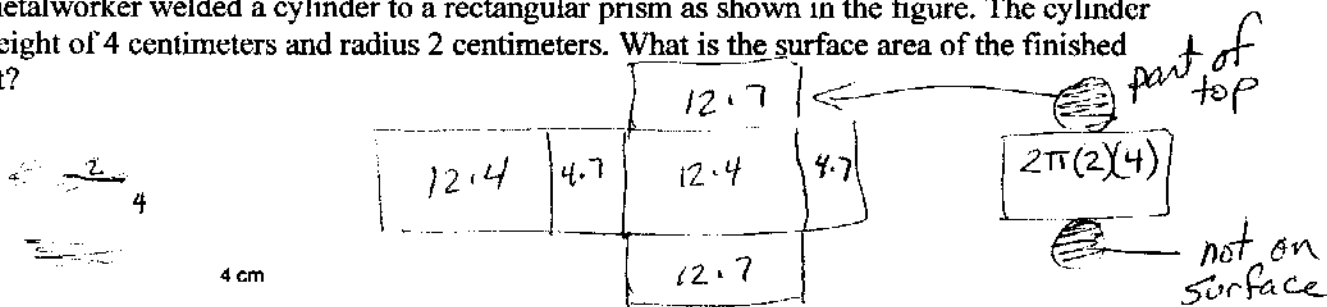 etalworker welded a cylinder to a rectangular prism as shown in the figure. The cylinder
eight of 4 centimeters and radius 2 centimeters. What is the surface area of the finished
t?
part of
top
12·7
12·4 4·7 12·4 4·7
2π(2)(4)
12·7
not on
surface
2
4
4 cm